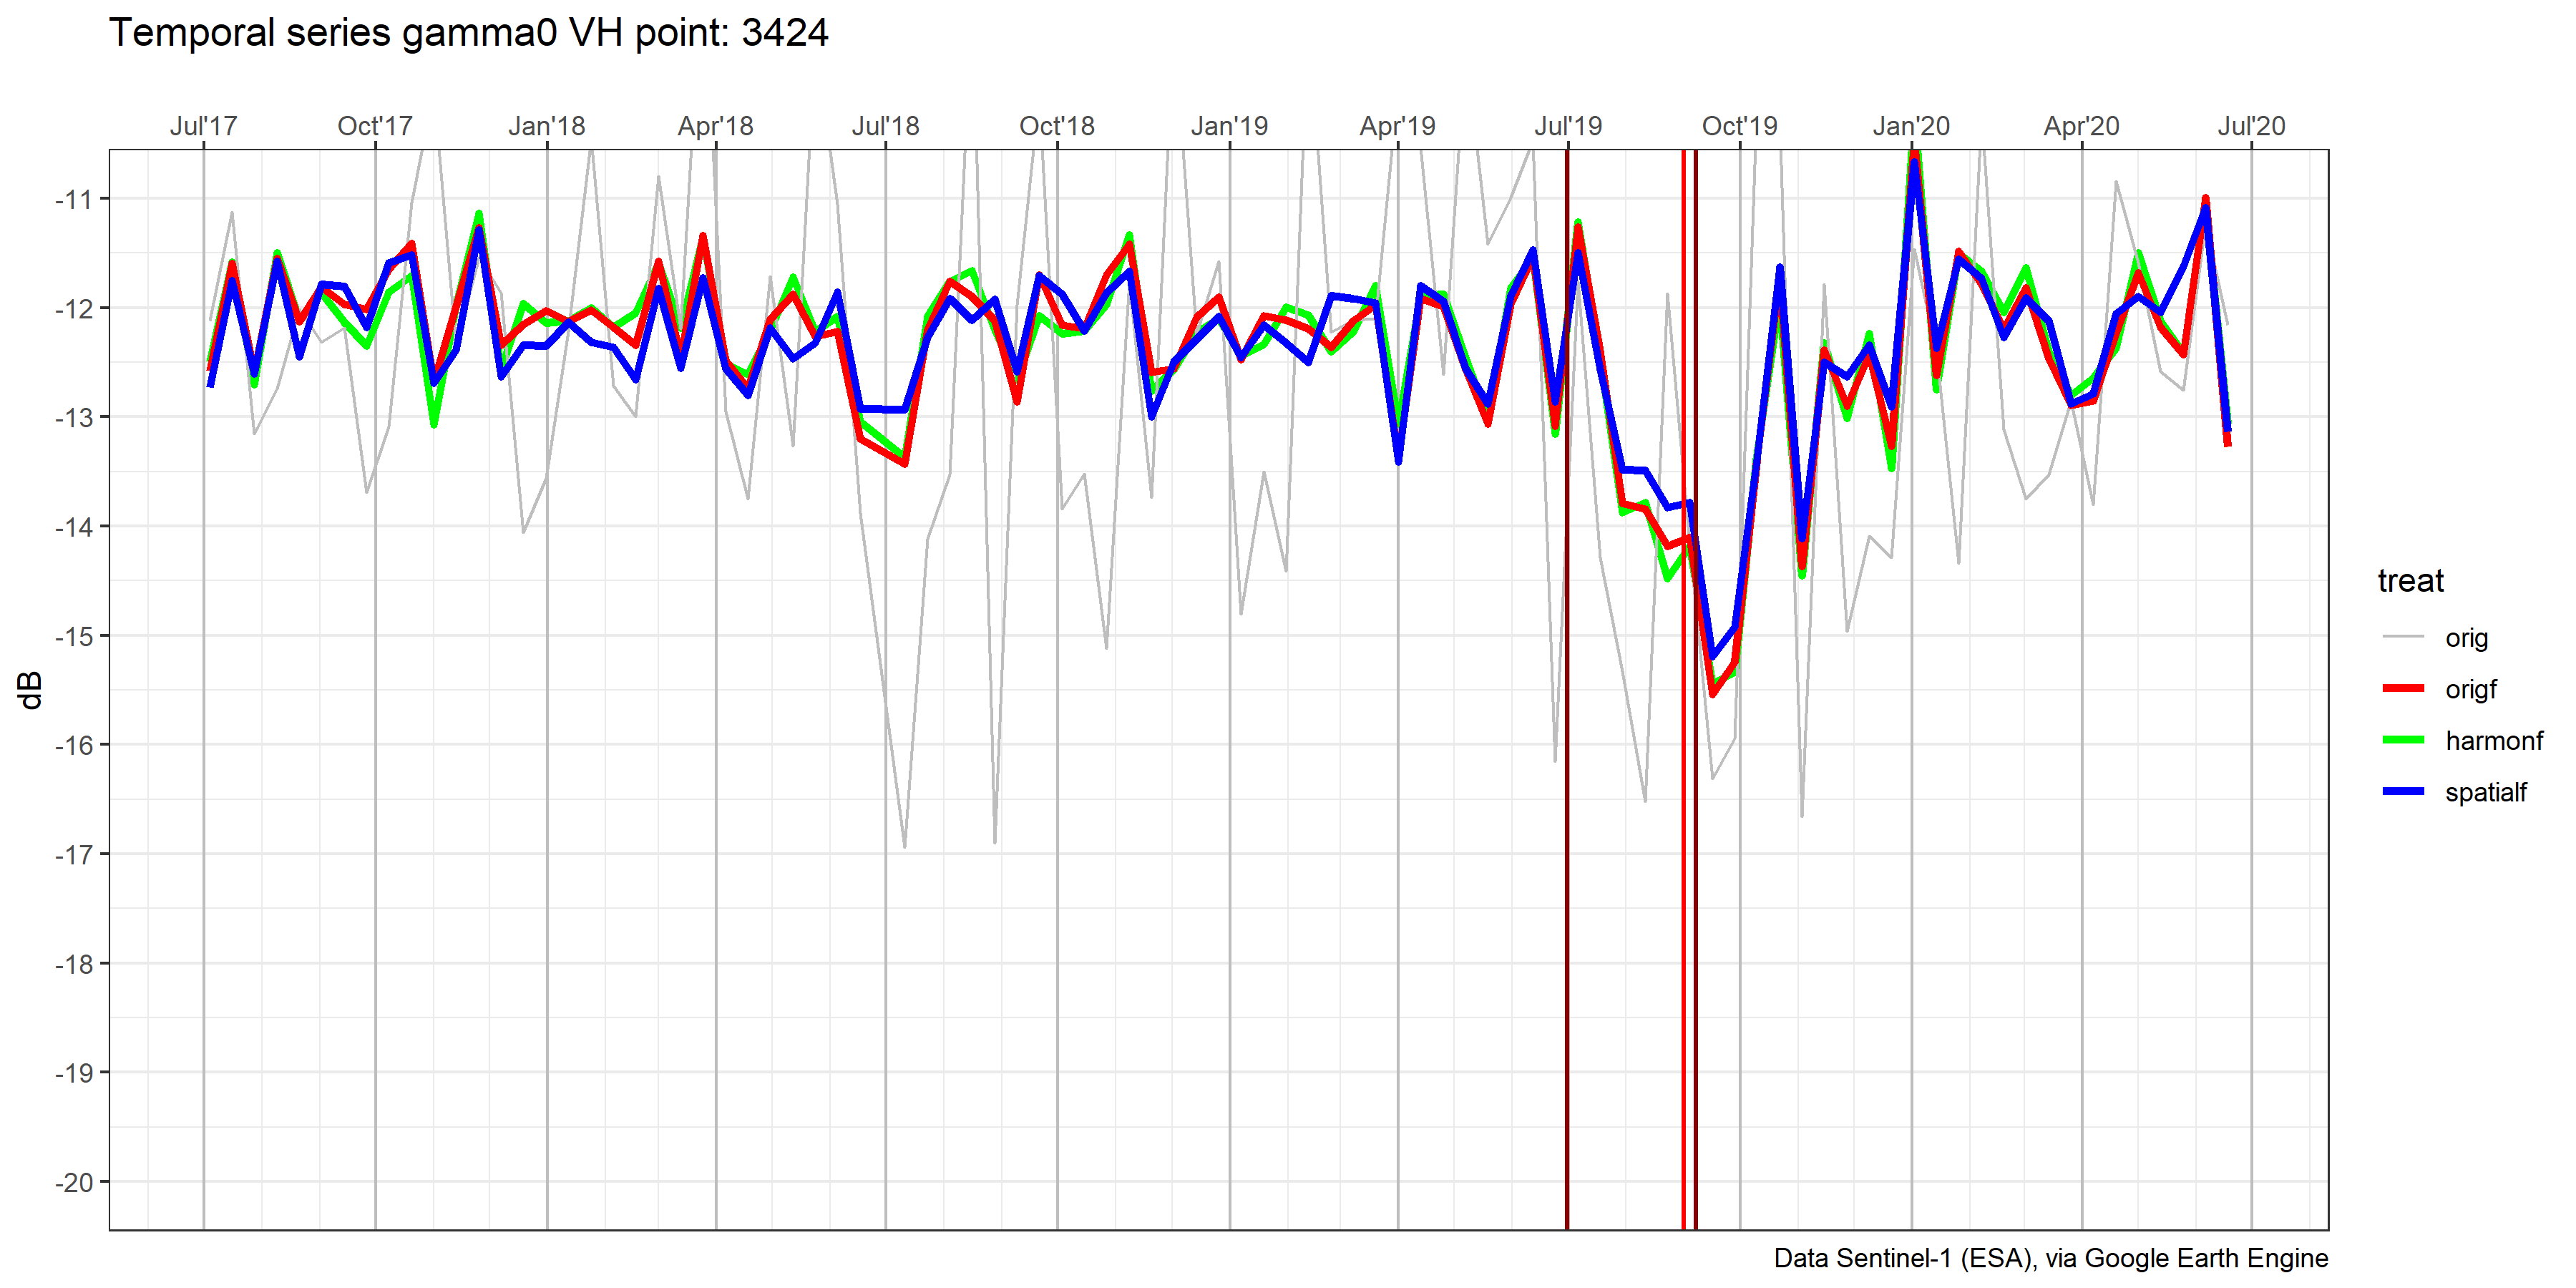 Temporal series gamma0 VH point: 3424
Jul'17 Oct'17 Jan'18 Apr'18 Jul'18 Oct'18 Jan'19 Apr'19 Jul'19 Oct'19 Jan'20 Apr'20 Jul'20
-11
-12
-13
-14
-15
-16
-17
-18
-19
-20
dB
treat
orig
origf
harmonf
spatialf
Data Sentinel-1 (ESA), via Google Earth Engine